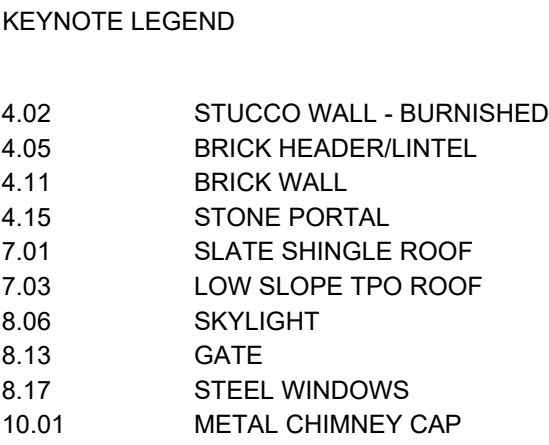 KEYNOTE LEGEND
4.02 STUCCO WALL - BURNISHED
4.05 BRICK HEADER/LINTEL
4.11 BRICK WALL
4.15 STONE PORTAL
7.01 SLATE SHINGLE ROOF
7.03 LOW SLOPE TPO ROOF
8.06 SKYLIGHT
8.13 GATE
8.17 STEEL WINDOWS
10.01 METAL CHIMNEY CAP